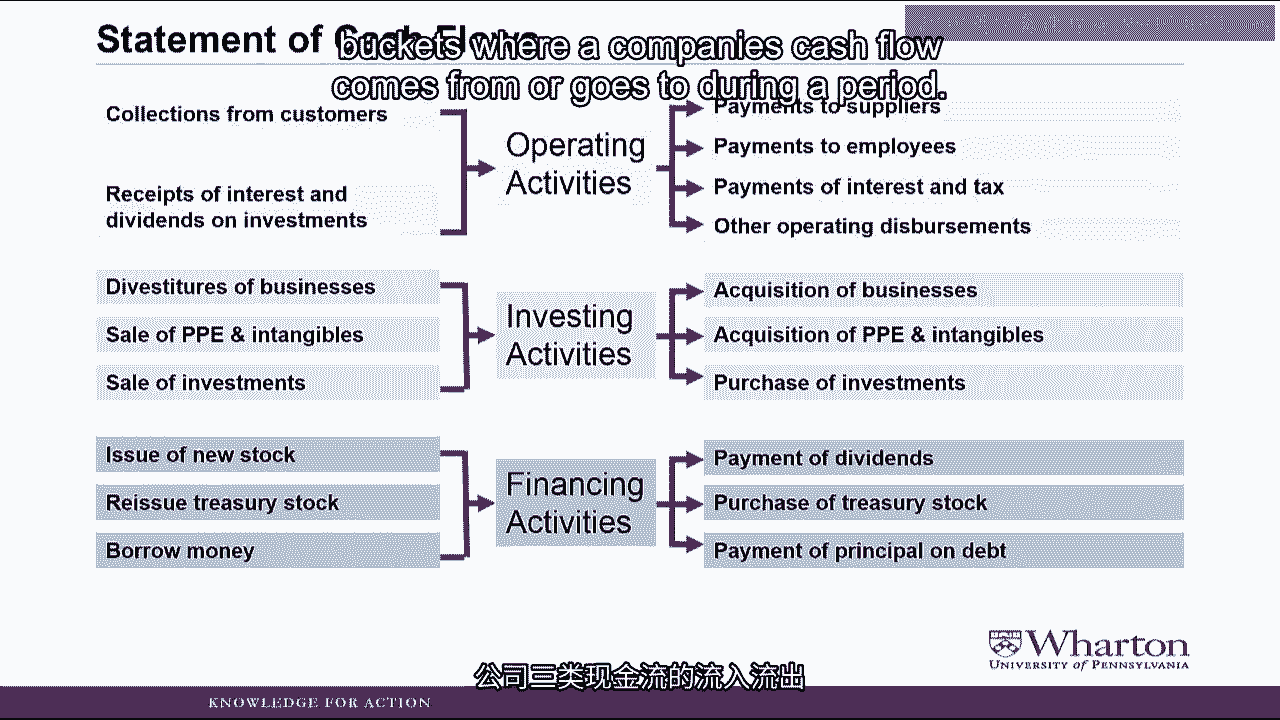 Statement of Cash Flows
buckets where a companies cash flow
comes from or goes to during a period.
Collections from customers
Receipts of interest and
dividends on investments
Operating
Activities
Payments to suppliers
Payments to employees
Payments of interest and tax
Other operating disbursements
Divestitures of businesses
Sale of PPE & intangibles
Sale of investments
Investing
Activities
Acquisition of businesses
Acquisition of PPE & intangibles
Purchase of investments
Issue of new stock
Reissue treasury stock
Borrow money
Financing
Activities
Payment of dividends
Purchase of treasury stock
Payment of principal on debt
Wharton
UNIVERSITY of PENNSYLVANIA
公司三类现金流的流入流出
KNOWLEDGE FOR ACTION